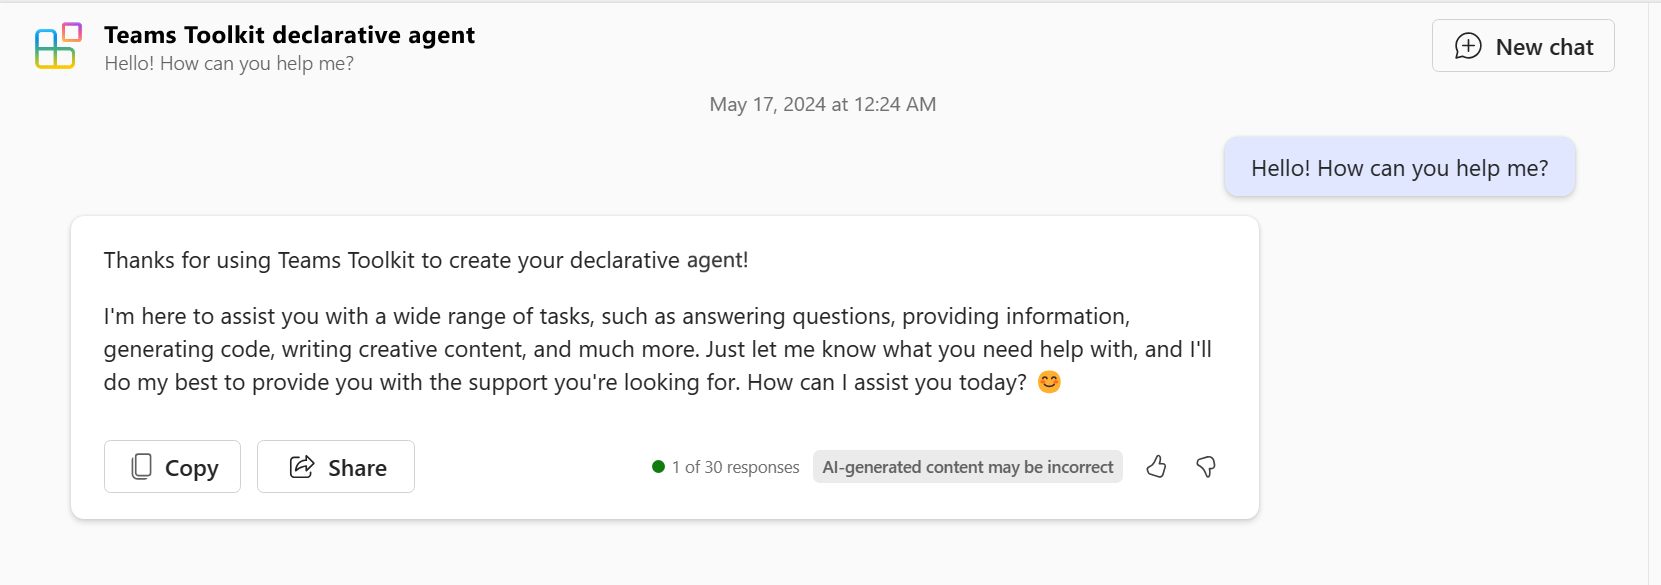 Teams Toolkit declarative agent
Hello! How can you help me?
New chat
May 17, 2024 at 12:24 AM
Hello! How can you help me?
Thanks for using Teams Toolkit to create your declarative agent!
I'm here to assist you with a wide range of tasks, such as answering questions, providing information,
generating code, writing creative content, and much more. Just let me know what you need help with, and I'll
do my best to provide you with the support you're looking for. How can I assist you today? 😊
Copy
Share
1 of 30 responses
AI-generated content may be incorrect